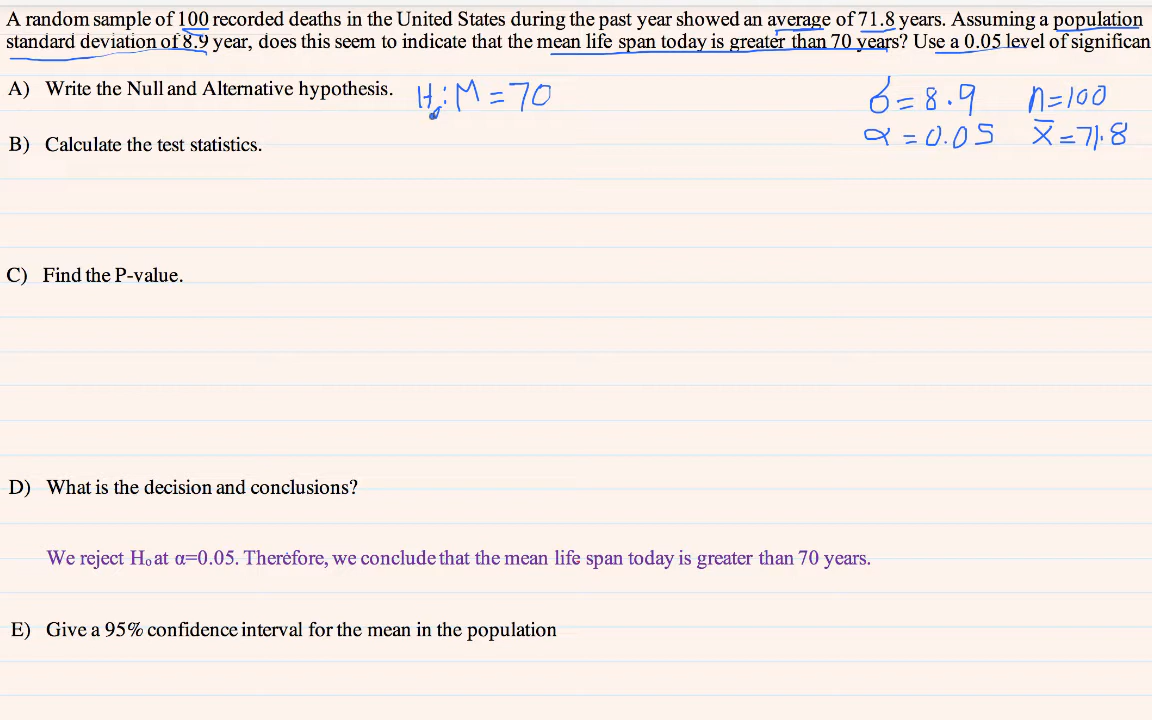 A random sample of 100 recorded deaths in the United States during the past year showed an average of 71.8 years. Assuming a population
standard deviation of 8.9 year, does this seem to indicate that the mean life span today is greater than 70 years? Use a 0.05 level of significan
A) Write the Null and Alternative hypothesis. H₀: M = 70
σ = 8.9 n=100
B) Calculate the test statistics.
α = 0.05 x̄ = 71.8
C) Find the P-value.
D) What is the decision and conclusions?
We reject H₀ at α=0.05. Therefore, we conclude that the mean life span today is greater than 70 years.
E) Give a 95% confidence interval for the mean in the population